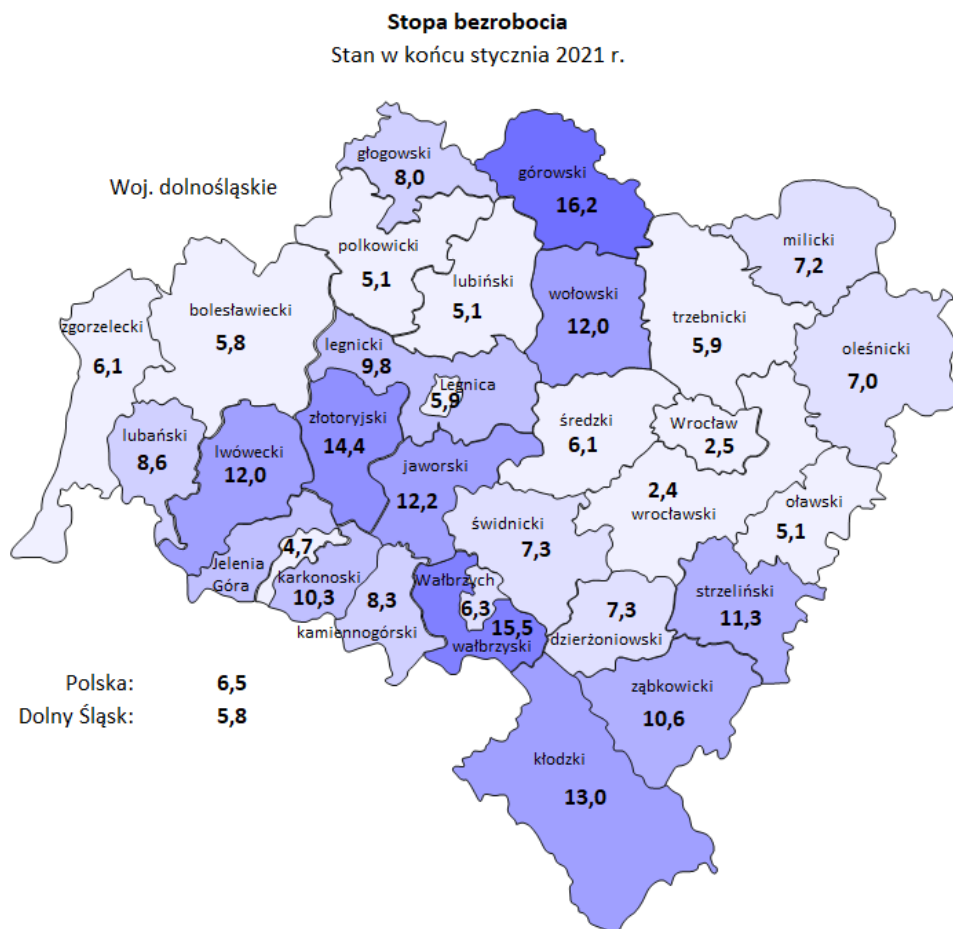 Stopa bezrobocia
Stan w końcu stycznia 2021 r.
Woj. dolnośląskie
głogowski
8,0
górowski
16,2
polkowicki
5,1
lubiński
5,1
milicki
7,2
wołowski
12,0
trzebnicki
5,9
bolesławiecki
5,8
zgorzelecki
6,1
oleśnicki
7,0
legnicki
9,8
Legnica
5,9
złotoryjski
14,4
średzki
6,1
Wrocław
2,5
lubański
8,6
lwówecki
12,0
jaworski
12,2
2,4
wrocławski
oławski
5,1
świdnicki
7,3
4,7
Jelenia
Góra
karkonoski
10,3
8,3
kamiennogórski
Wałbrzych
6,3
15,5
wałbrzyski
7,3
dzierżoniowski
strzeliński
11,3
ząbkowicki
10,6
kłodzki
13,0
Polska: 6,5
Dolny Śląsk: 5,8